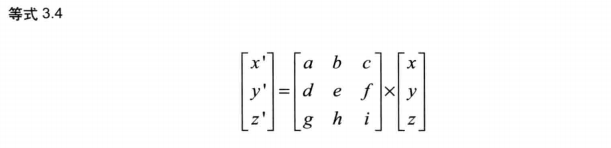 等式 3.4
[x'] = [a b c] × [x]
[y'] = [d e f] × [y]
[z'] = [g h i] × [z]